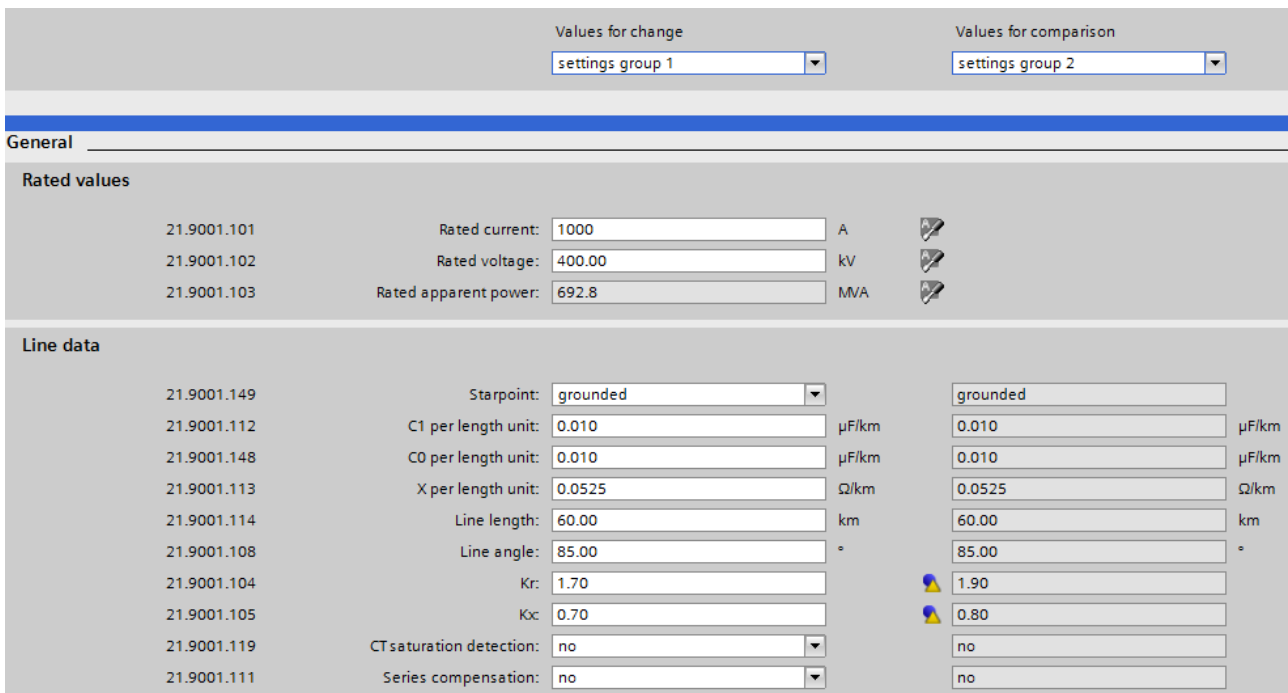 Values for change Values for comparison
settings group 1 settings group 2
General
Rated values
21.9001.101 Rated current: 1000 A
21.9001.102 Rated voltage: 400.00 kV
21.9001.103 Rated apparent power: 692.8 MVA
Line data
21.9001.149 Starpoint: grounded grounded
21.9001.112 C1 per length unit: 0.010 µF/km 0.010 µF/km
21.9001.148 C0 per length unit: 0.010 µF/km 0.010 µF/km
21.9001.113 X per length unit: 0.0525 Ω/km 0.0525 Ω/km
21.9001.114 Line length: 60.00 km 60.00 km
21.9001.108 Line angle: 85.00 ° 85.00 °
21.9001.104 Kr: 1.70 1.90
21.9001.105 Kx: 0.70 0.80
21.9001.119 CT saturation detection: no no
21.9001.111 Series compensation: no no